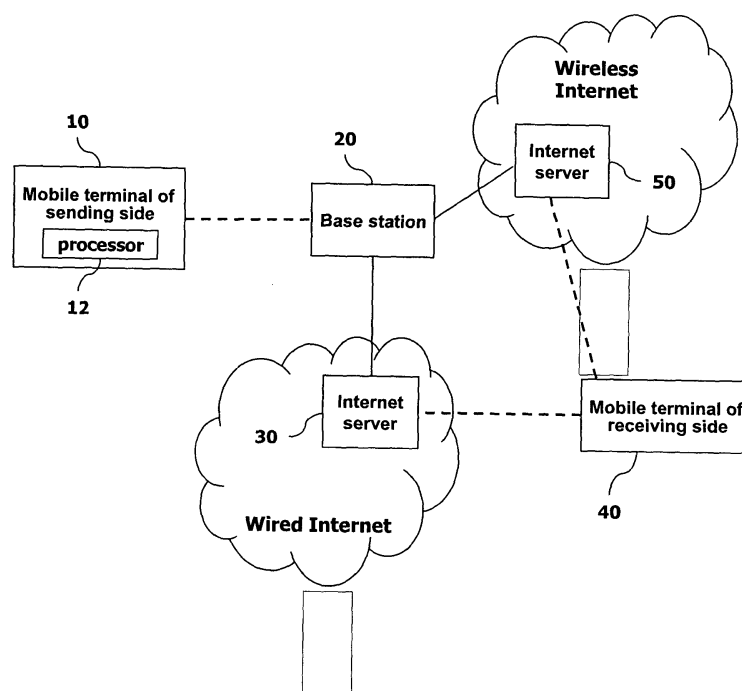 Wireless
Internet
10
20
Internet
server
50
Mobile terminal of
sending side
processor
Base station
12
Internet
server
30
Mobile terminal of
receiving side
40
Wired Internet